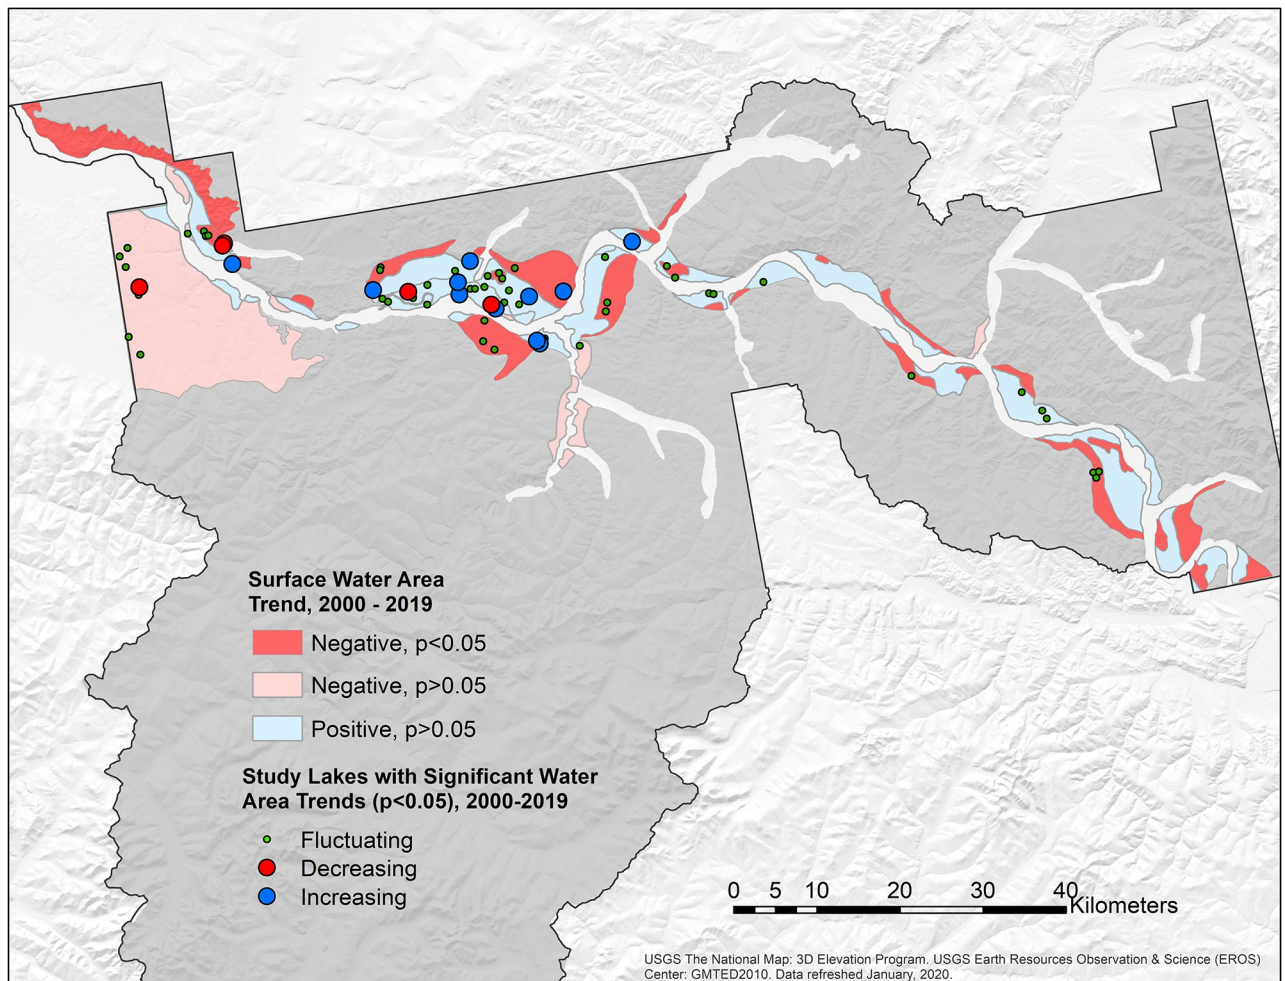 Surface Water Area
Trend, 2000 - 2019
Negative, p<0.05
Negative, p>0.05
Positive, p>0.05
Study Lakes with Significant Water
Area Trends (p<0.05), 2000-2019
Fluctuating
Decreasing
Increasing
0 5 10 20 30 40
Kilometers
USGS The National Map: 3D Elevation Program. USGS Earth Resources Observation & Science (EROS)
Center: GMTED2010. Data refreshed January, 2020.